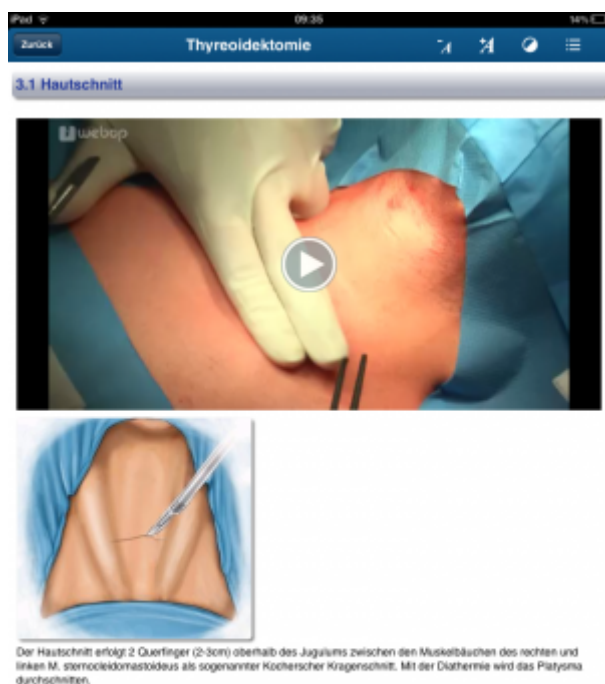 iPad 09:35 14%
Zurück Thyreoidektomie -A +A
3.1 Hautschnitt
webop
Der Hautschnitt erfolgt 2 Querfinger (2-3cm) oberhalb des Jugulums zwischen den Muskelbäuchen des rechten und
linken M. sternocleidomastoideus als sogenannter Kocherscher Kragenschnitt. Mit der Diathermie wird das Platysma
durchschnitten.